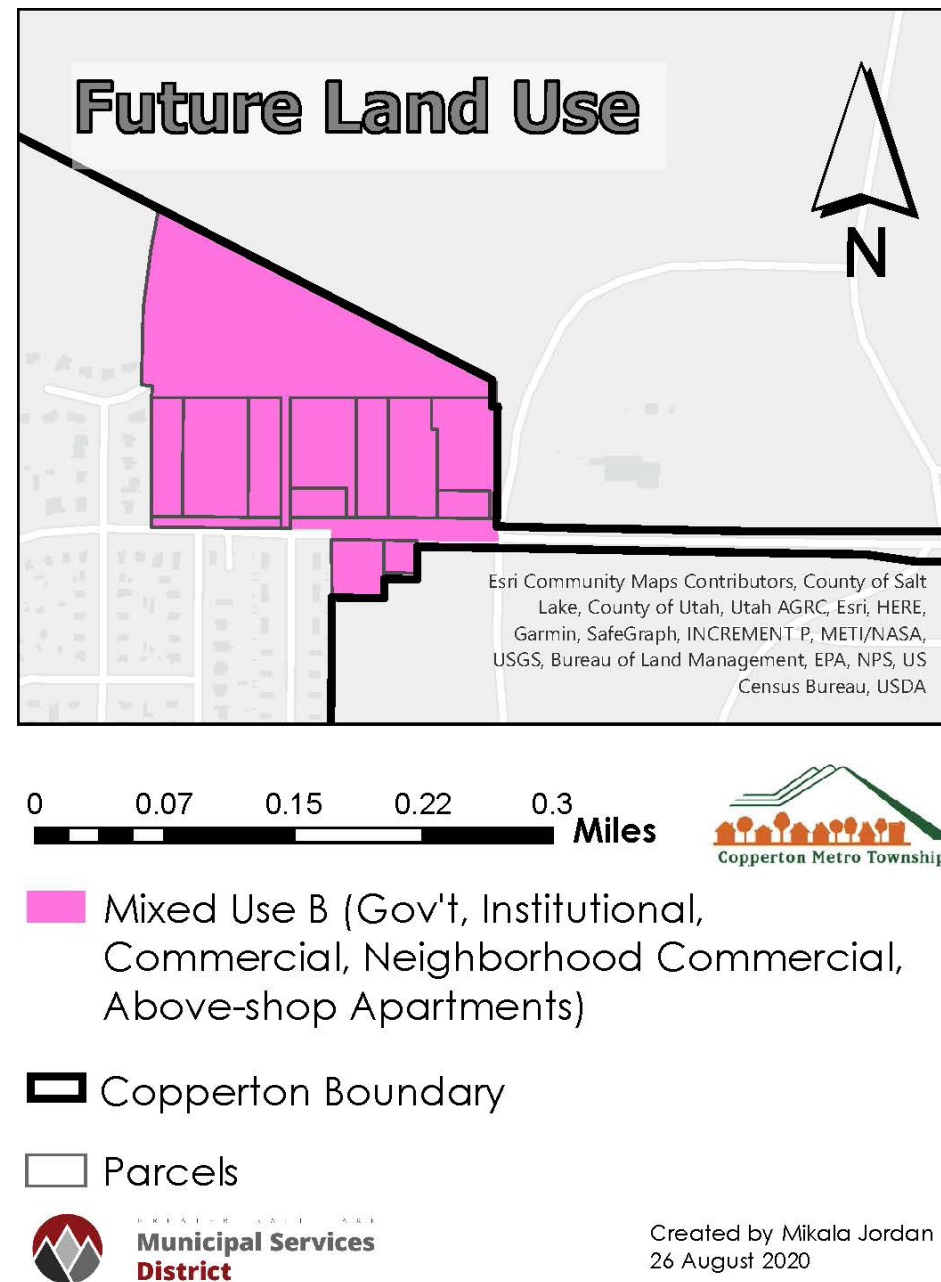 Future Land Use
N
Esri Community Maps Contributors, County of Salt
Lake, County of Utah, Utah AGRC, Esri, HERE,
Garmin, SafeGraph, INCREMENT P, METI/NASA,
USGS, Bureau of Land Management, EPA, NPS, US
Census Bureau, USDA
0 0.07 0.15 0.22 0.3 Miles
Copperton Metro Township
Mixed Use B (Gov't, Institutional,
Commercial, Neighborhood Commercial,
Above-shop Apartments)
Copperton Boundary
Parcels
GREATER SALT LAKE
Municipal Services
District
Created by Mikala Jordan
26 August 2020